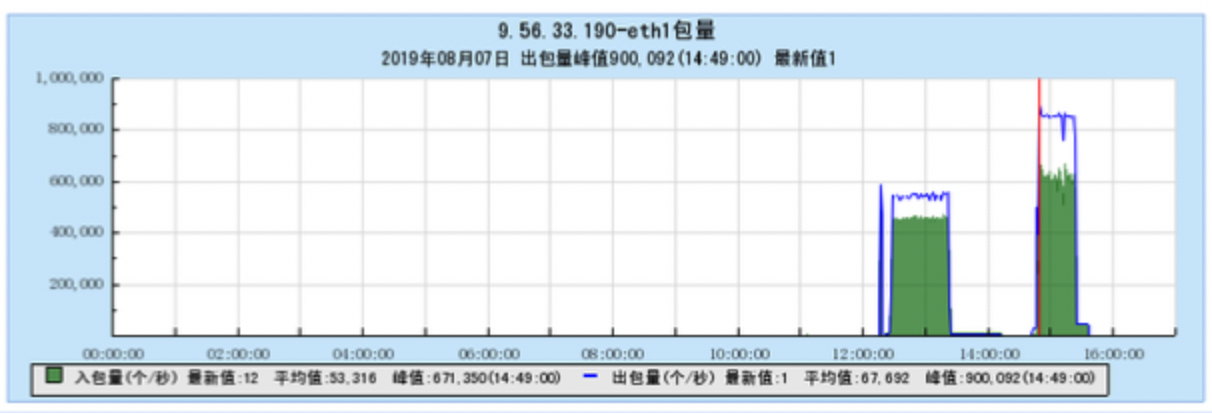 9.56.33.190-eth1包量
2019年08月07日 出包量峰值900,092(14:49:00) 最新值1
1,000,000
800,000
600,000
400,000
200,000
00:00:00 02:00:00 04:00:00 06:00:00 08:00:00 10:00:00 12:00:00 14:00:00 16:00:00
入包量(个/秒) 最新值:12 平均值:53,316 峰值:671,350(14:49:00) 出包量(个/秒) 最新值:1 平均值:67,692 峰值:900,092(14:49:00)